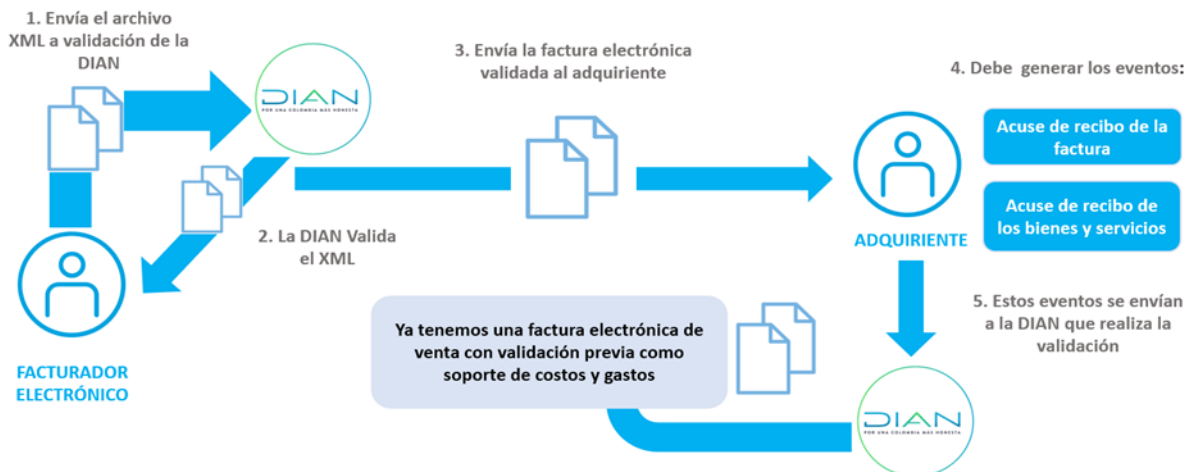 1. Envía el archivo
XML a validación de la
DIAN
DIAN
POR UNA COLOMBIA MAS HONESTA
3. Envía la factura electrónica
validada al adquiriente
4. Debe generar los eventos:
Acuse de recibo de la
factura
Acuse de recibo de
los bienes y servicios
ADQUIRIENTE
2. La DIAN Valida
el XML
FACTURADOR
ELECTRÓNICO
5. Estos eventos se envían
a la DIAN que realiza la
validación
Ya tenemos una factura electrónica de
venta con validación previa como
soporte de costos y gastos
DIAN
POR UNA COLOMBIA MAS HONESTA